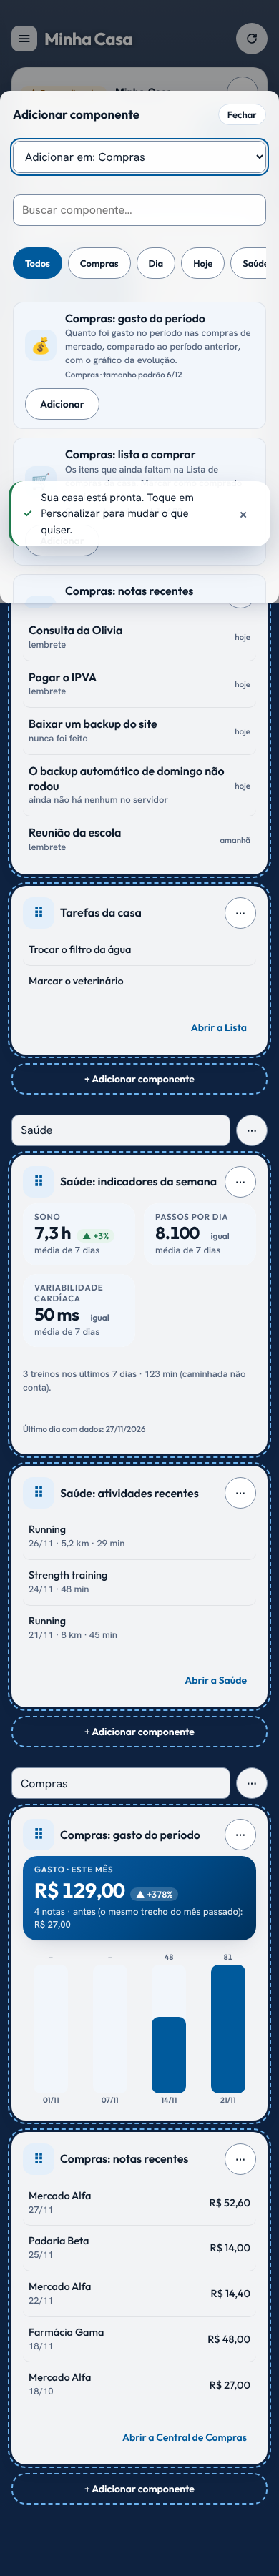 Minha Casa
Adicionar componente
Fechar
Adicionar em: Compras
Buscar componente...
Todos
Compras
Dia
Hoje
Saúde
Compras: gasto do período
Quanto foi gasto no período nas compras de
mercado, comparado ao período anterior,
com o gráfico da evolução.
Compras · tamanho padrão 6/12
Adicionar
Compras: lista a comprar
Os itens que ainda faltam na Lista de
Sua casa está pronta. Toque em
Personalizar para mudar o que
quiser.
×
Compras: notas recentes
Consulta da Olivia
lembrete
hoje
Pagar o IPVA
lembrete
hoje
Baixar um backup do site
nunca foi feito
hoje
O backup automático de domingo não
rodou
ainda não há nenhum no servidor
hoje
Reunião da escola
lembrete
amanhã
Tarefas da casa
Trocar o filtro da água
Marcar o veterinário
Abrir a Lista
+ Adicionar componente
Saúde
Saúde: indicadores da semana
SONO
7,3 h ▲ +3%
média de 7 dias
PASSOS POR DIA
8.100 igual
média de 7 dias
VARIABILIDADE
CARDÍACA
50 ms igual
média de 7 dias
3 treinos nos últimos 7 dias · 123 min (caminhada não
conta).
Último dia com dados: 27/11/2026
Saúde: atividades recentes
Running
26/11 · 5,2 km · 29 min
Strength training
24/11 · 48 min
Running
21/11 · 8 km · 45 min
Abrir a Saúde
+ Adicionar componente
Compras
Compras: gasto do período
GASTO · ESTE MÊS
R$ 129,00 ▲ +378%
4 notas · antes (o mesmo trecho do mês passado):
R$ 27,00
– – 48 81
01/11 07/11 14/11 21/11
Compras: notas recentes
Mercado Alfa
27/11
R$ 52,60
Padaria Beta
25/11
R$ 14,00
Mercado Alfa
22/11
R$ 14,40
Farmácia Gama
18/11
R$ 48,00
Mercado Alfa
18/10
R$ 27,00
Abrir a Central de Compras
+ Adicionar componente